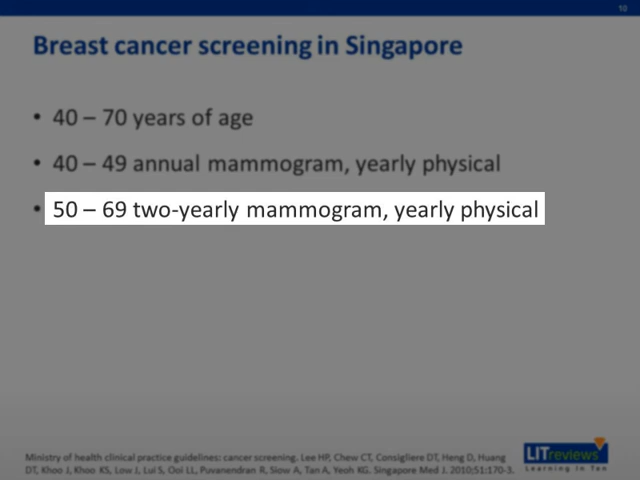 10
Breast cancer screening in Singapore
• 40 – 70 years of age
• 40 – 49 annual mammogram, yearly physical
• 50 – 69 two-yearly mammogram, yearly physical
Ministry of health clinical practice guidelines: cancer screening. Lee HP, Chew CT, Consigliere DT, Heng D, Huang
DT, Khoo J, Khoo KS, Low J, Lui S, Ooi LL, Puvanendran R, Siow A, Tan A, Yeoh KG. Singapore Med J. 2010;51:170-3.
LITreviews
Learning In Ten